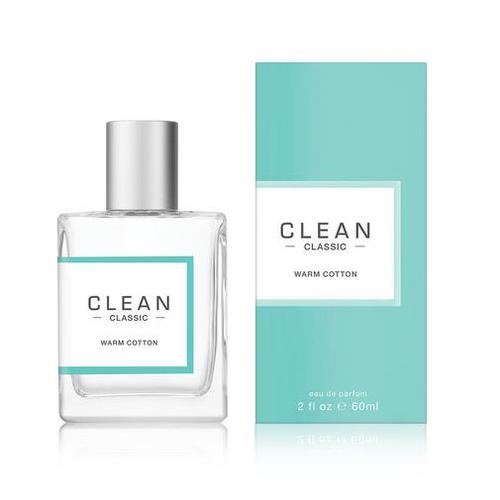 CLEAN
— CLASSIC —
WARM COTTON
CLEAN
— CLASSIC —
WARM COTTON
eau de parfum
2 fl oz ℮ 60ml